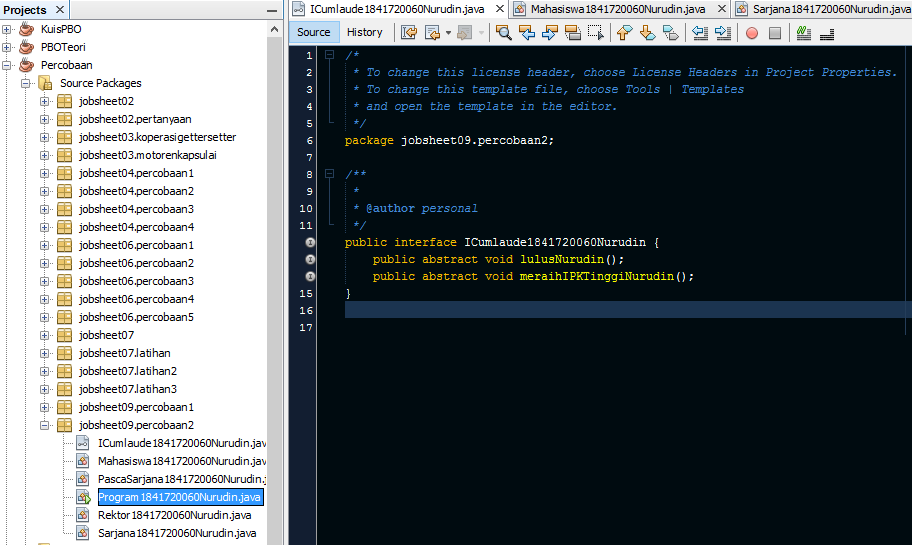 Projects
KuisPBO
PBOTeori
Percobaan
Source Packages
jobsheet02
jobsheet02.pertanyaan
jobsheet03.koperasigettersetter
jobsheet03.motorenkapsulai
jobsheet04.percobaan1
jobsheet04.percobaan2
jobsheet04.percobaan3
jobsheet04.percobaan4
jobsheet06.percobaan1
jobsheet06.percobaan2
jobsheet06.percobaan3
jobsheet06.percobaan4
jobsheet06.percobaan5
jobsheet07
jobsheet07.latihan
jobsheet07.latihan2
jobsheet07.latihan3
jobsheet09.percobaan1
jobsheet09.percobaan2
ICumlaude1841720060Nurudin.java
Mahasiswa1841720060Nurudin.java
PascaSarjana1841720060Nurudin.j
Program1841720060Nurudin.java
Rektor1841720060Nurudin.java
Sarjana1841720060Nurudin.java
ICumlaude1841720060Nurudin.java Mahasiswa1841720060Nurudin.java Sarjana1841720060Nurudin.java
Source History
1 /*
2 * To change this license header, choose License Headers in Project Properties.
3 * To change this template file, choose Tools | Templates
4 * and open the template in the editor.
5 */
6 package jobsheet09.percobaan2;
7
8 /**
9 *
10 * @author personal
11 */
public interface ICumlaude1841720060Nurudin {
public abstract void lulusNurudin();
public abstract void meraihIPKTinggiNurudin();
15 }
16
17